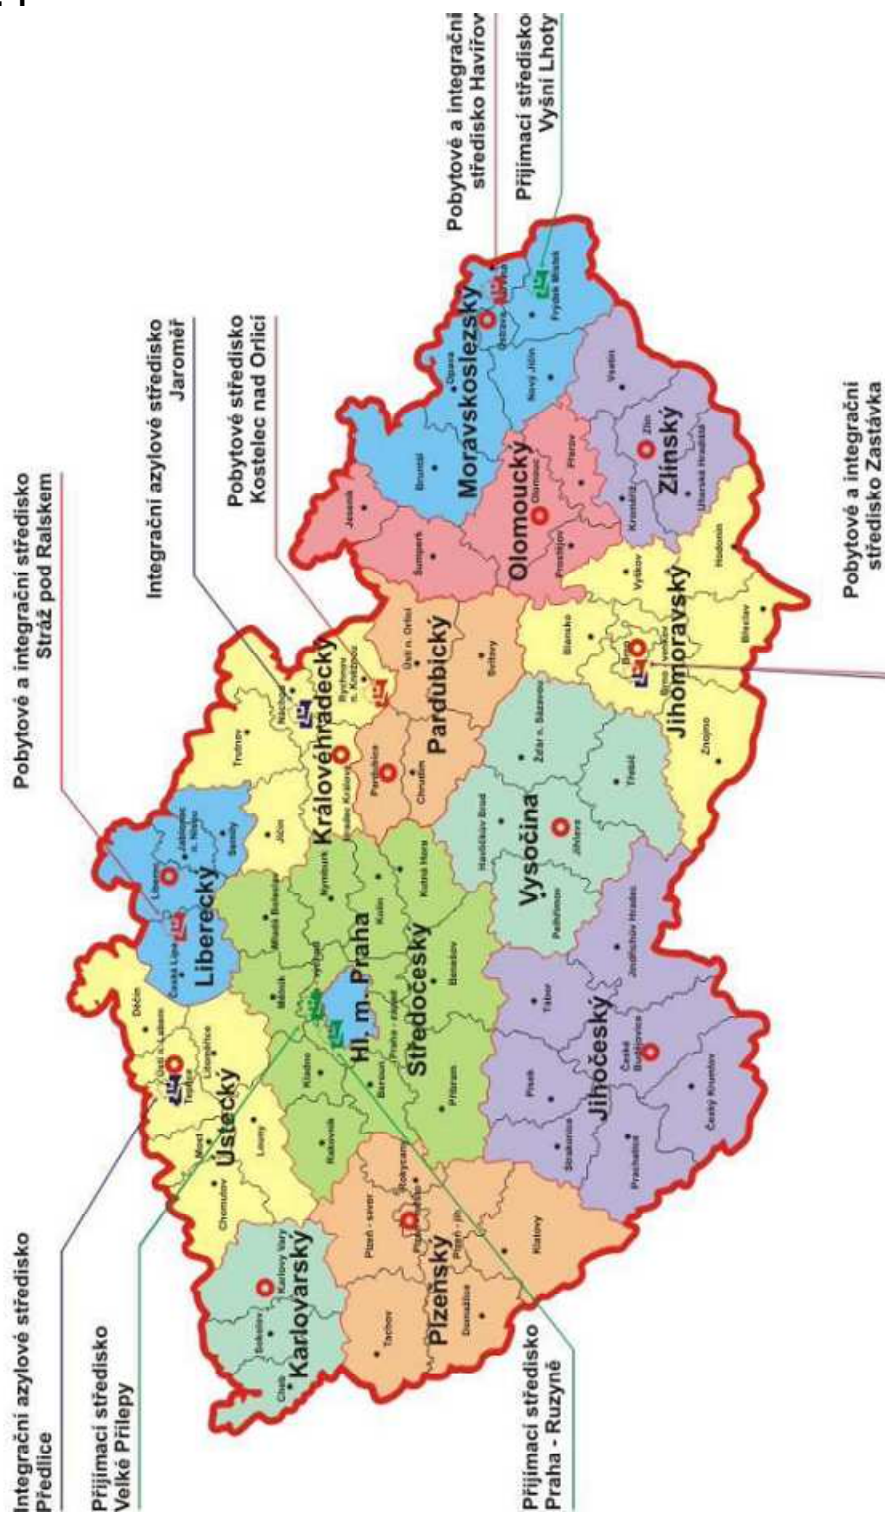 Pobytové a integrační středisko
Stráž pod Ralskem
Integrační azylové středisko
Jaroměř
Pobytové středisko
Kostelec nad Orlicí
Pobytové a integrační
středisko Havířov
Přijímací středisko
Vyšní Lhoty
Integrační azylové středisko
Předlice
Přijímací středisko
Velké Přílepy
Přijímací středisko
Praha - Ruzyně
Pobytové a integrační
středisko Zastávka
Karlovarský
Cheb
Sokolov
Karlovy Vary
Plzeňský
Tachov
Domažlice
Plzeň - sever
Plzeň - jih
Rokycany
Klatovy
Ústecký
Chomutov
Most
Louny
Teplice
Ústí n. Labem
Litoměřice
Děčín
Liberecký
Česká Lípa
Liberec
Jablonec
n. Nisou
Semily
Hl. m. Praha
Středočeský
Rakovník
Kladno
Beroun
Příbram
Praha - západ
Mělník
Mladá Boleslav
Nymburk
Kolín
Kutná Hora
Benešov
Jihočeský
Strakonice
Písek
Tábor
Prachatice
České
Budějovice
Český Krumlov
Jindřichův Hradec
Královéhradecký
Jičín
Trutnov
Náchod
Hradec Králové
Rychnov
n. Kněžnou
Pardubický
Pardubice
Chrudim
Ústí n. Orlicí
Svitavy
Vysočina
Pelhřimov
Havlíčkův Brod
Jihlava
Žďár n. Sázavou
Třebíč
Jihomoravský
Znojmo
Brno
Brno - venkov
Blansko
Vyškov
Břeclav
Hodonín
Olomoucký
Jeseník
Šumperk
Olomouc
Prostějov
Přerov
Zlínský
Kroměříž
Uherské Hradiště
Zlín
Vsetín
Moravskoslezský
Bruntál
Opava
Nový Jičín
Frýdek Místek